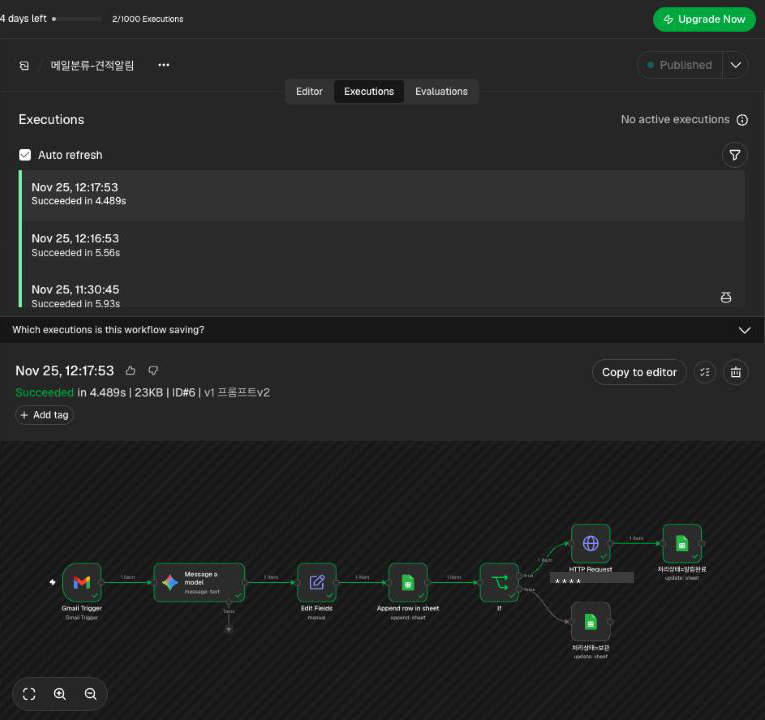 4 days left
2/1000 Executions
Upgrade Now
메일분류-견적알림
Published
Editor
Executions
Evaluations
Executions
No active executions
Auto refresh
Nov 25, 12:17:53
Succeeded in 4.489s
Nov 25, 12:16:53
Succeeded in 5.56s
Nov 25, 11:30:45
Succeeded in 5.93s
Which executions is this workflow saving?
Nov 25, 12:17:53
Copy to editor
Succeeded in 4.489s | 23KB | ID#6 | v1 프롬프트v2
+ Add tag
1 item
1 item
1 item
1 item
1 item
1 item
true
false
HTTP Request
****
처리상태=알림완료
update: sheet
Message a model
message: text
Tools
Gmail Trigger
Gmail Trigger
Edit Fields
manual
Append row in sheet
append: sheet
If
처리상태=보관
update: sheet